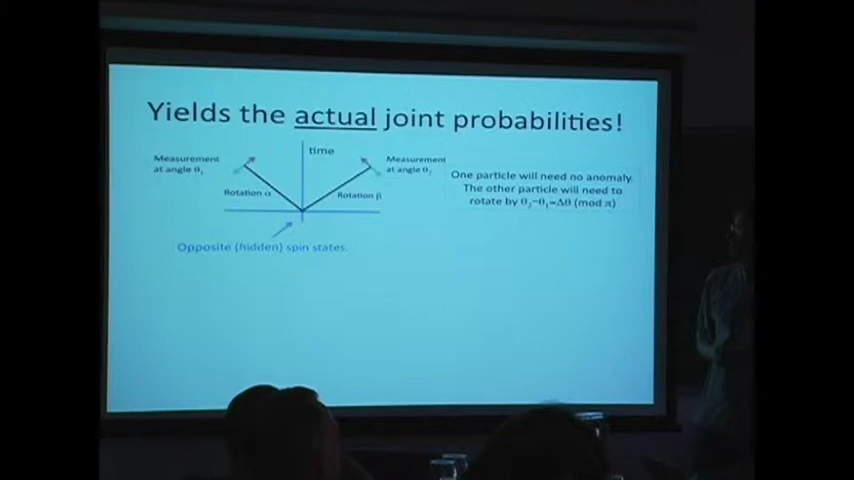 Yields the actual joint probabilities!
time
Measurement
at angle θ₁
Measurement
at angle θ₂
Rotation α
Rotation β
One particle will need no anomaly.
The other particle will need to
rotate by θ₂-θ₁=Δθ (mod π)
Opposite (hidden) spin states.